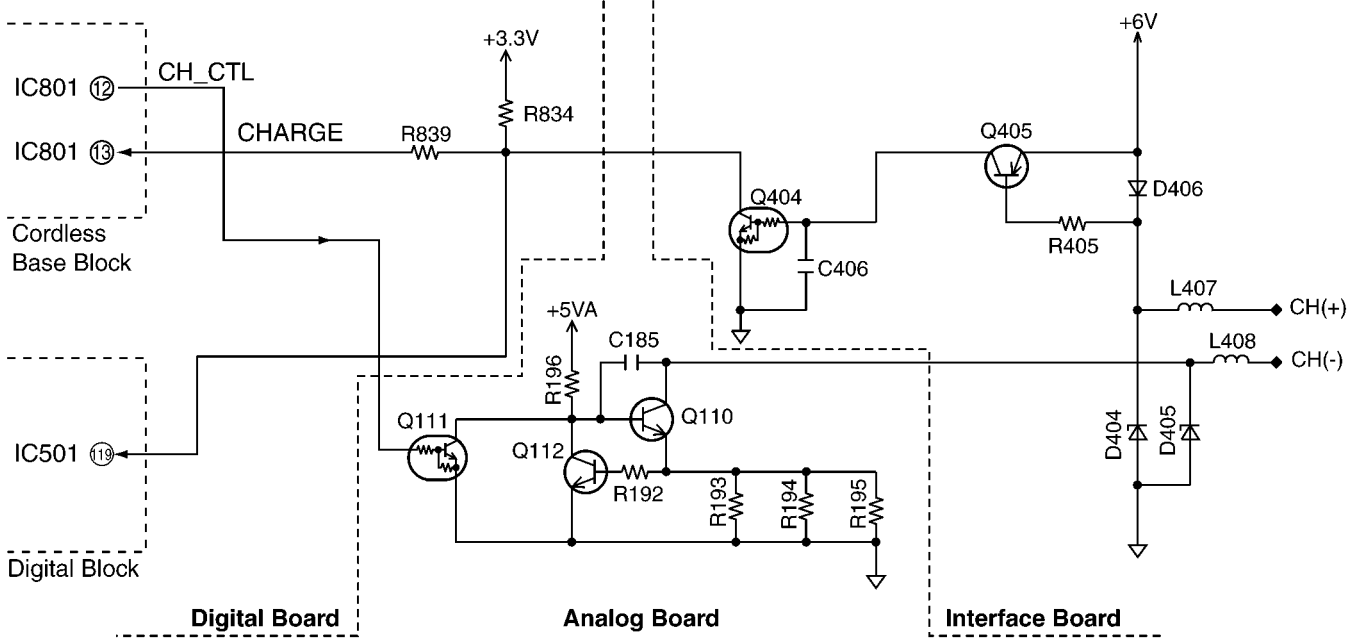 +6V
+3.3V
IC801 12 CH_CTL
R834
IC801 13 CHARGE R839
Q405
D406
Q404
R405
Cordless
Base Block
C406
L407
CH(+)
+5VA
C185
L408
CH(-)
R196
Q111
Q110
D404
D405
IC501 119
Q112
R192
R193
R194
R195
Digital Block
Digital Board
Analog Board
Interface Board